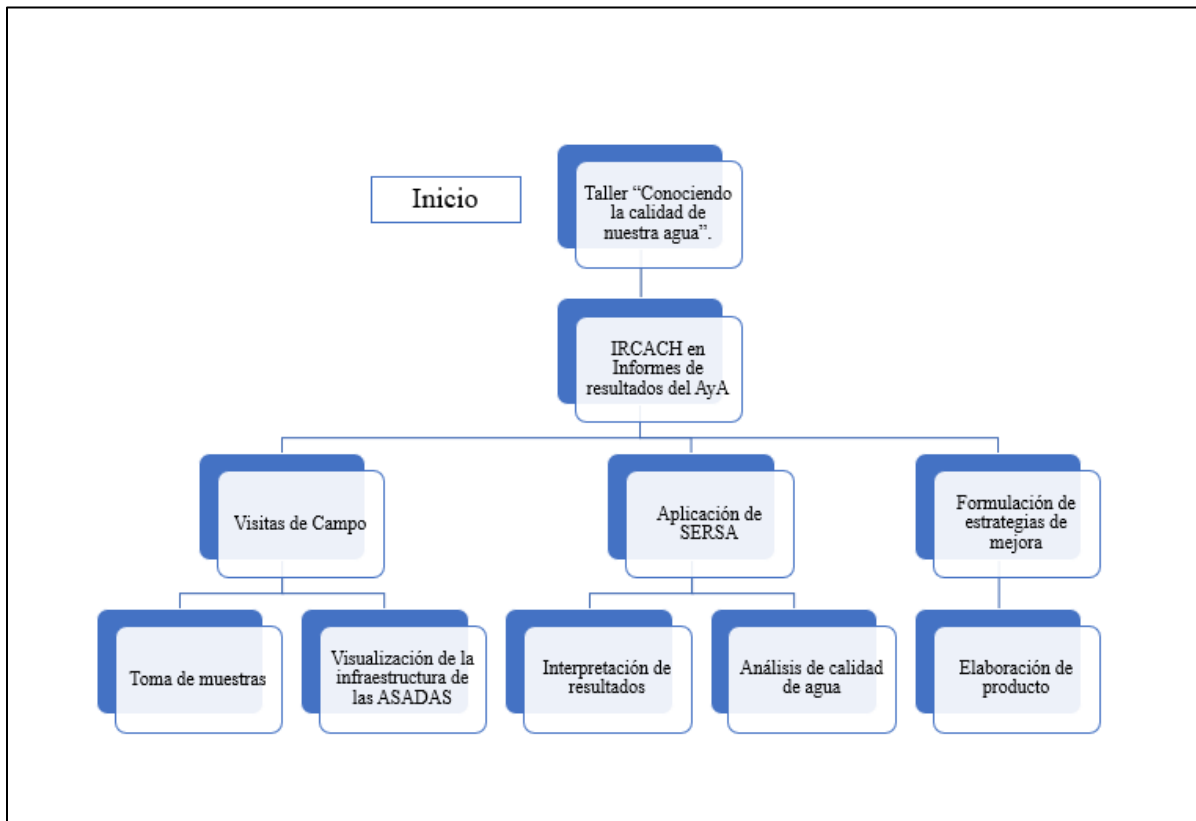 Inicio
Taller “Conociendo
la calidad de
nuestra agua”.
IRCACH en
Informes de
resultados del AyA
Visitas de Campo
Aplicación de
SERSA
Formulación de
estrategias de
mejora
Toma de muestras
Visualización de la
infraestructura de
las ASADAS
Interpretación de
resultados
Análisis de calidad
de agua
Elaboración de
producto